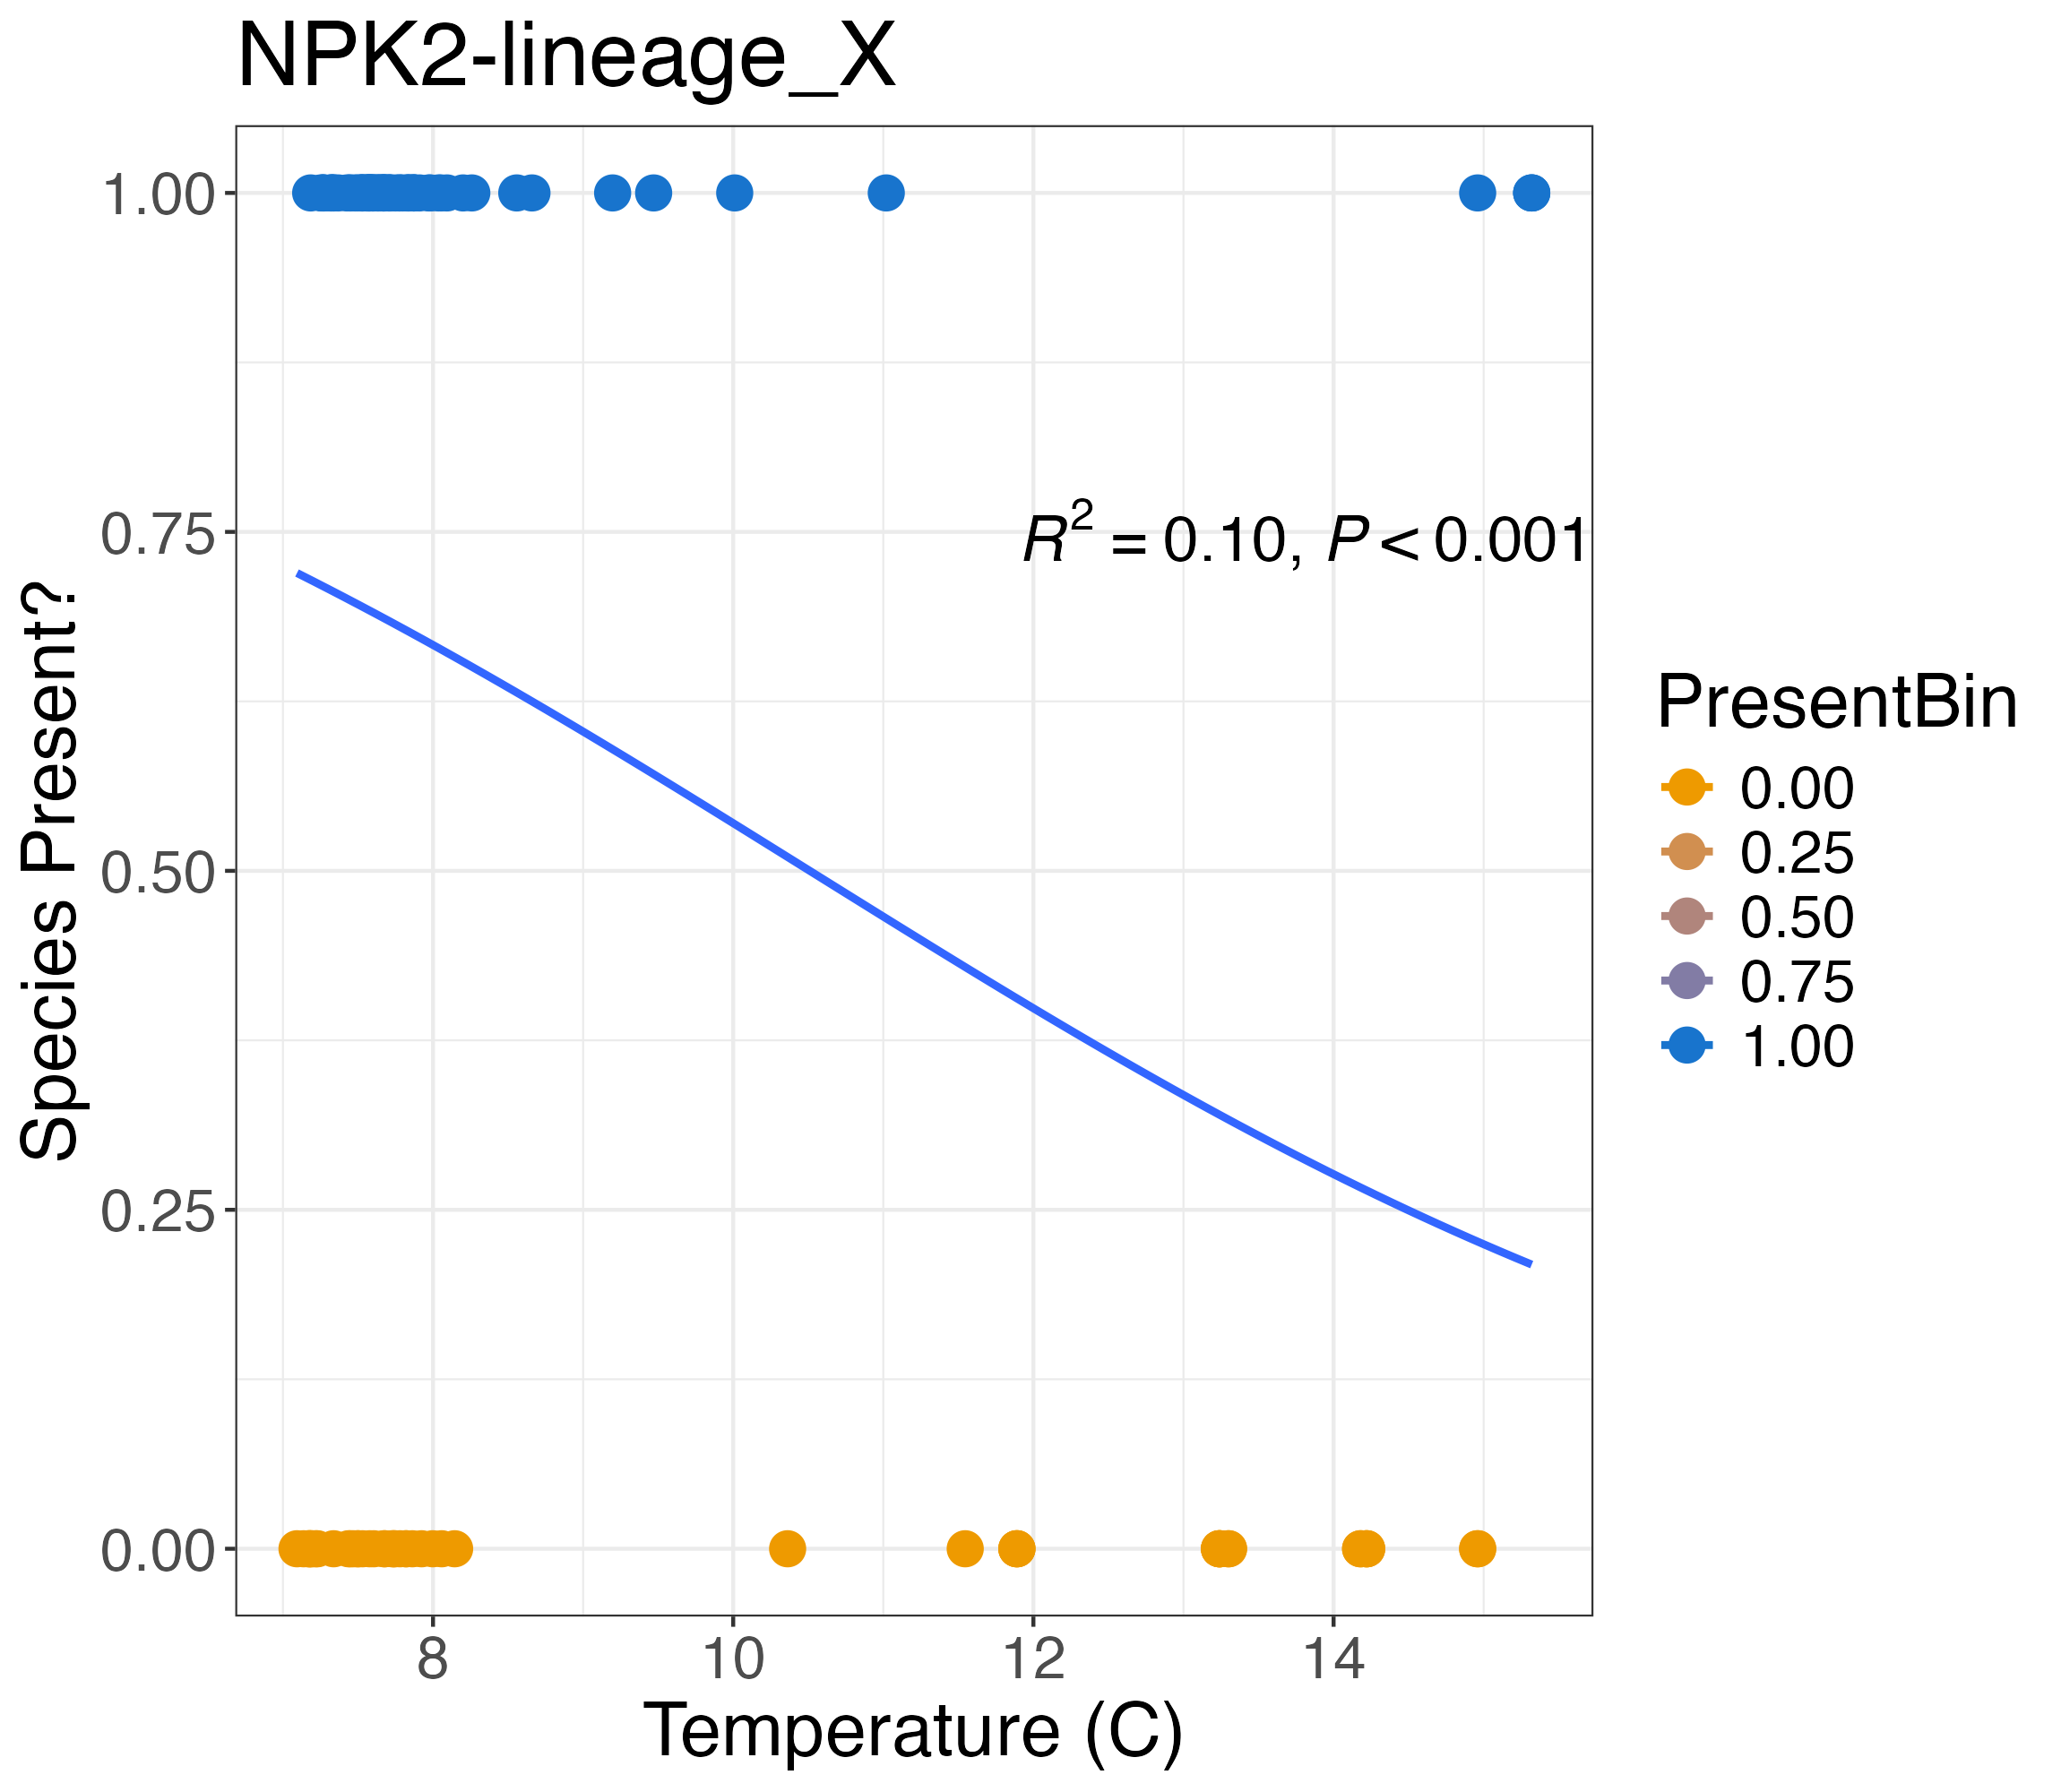 NPK2-lineage_X
1.00
0.75
0.50
0.25
0.00
Species Present?
R² = 0.10, P < 0.001
8 10 12 14
Temperature (C)
PresentBin
0.00
0.25
0.50
0.75
1.00